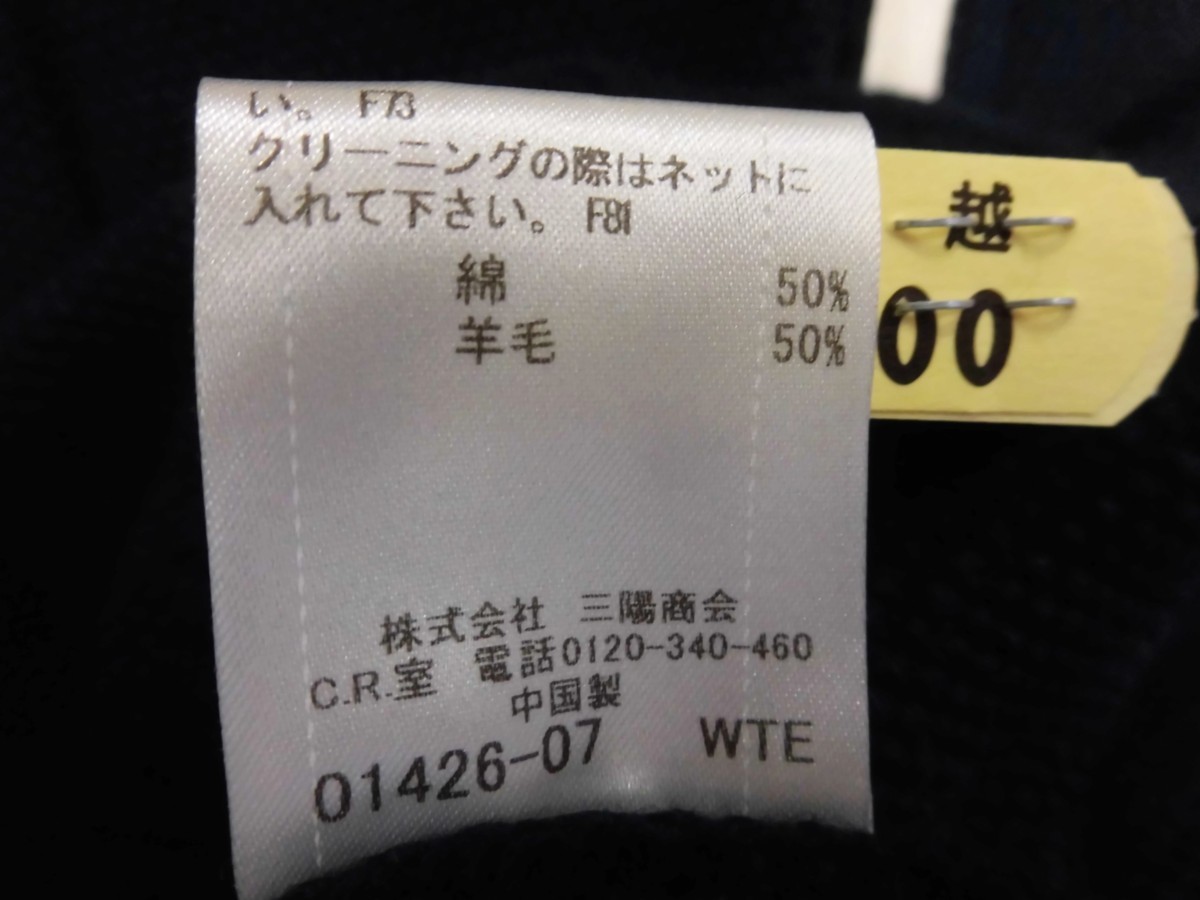 い。 F73
クリーニングの際はネットに
入れて下さい。 F81
綿 50%
羊毛 50%
株式会社 三陽商会
C.R.室 電話0120-340-460
中国製
01426-07 WTE
越
00